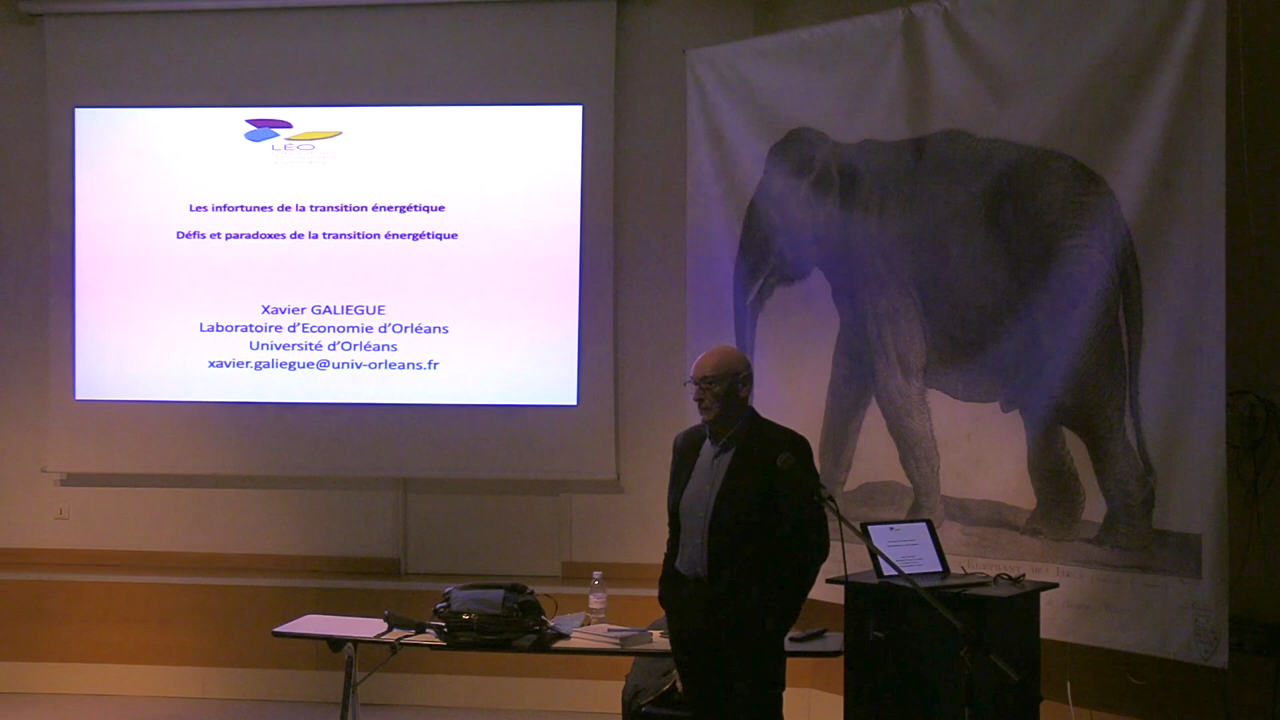 LÉO
Les infortunes de la transition énergétique
Défis et paradoxes de la transition énergétique
Xavier GALIEGUE
Laboratoire d'Economie d'Orléans
Université d'Orléans
xavier.galiegue@univ-orleans.fr